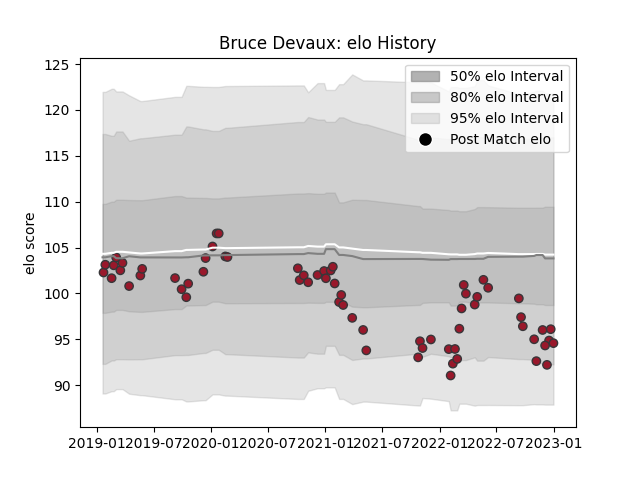 Bruce Devaux: elo History
125
120
115
110
105
100
95
90
elo score
50% elo Interval
80% elo Interval
95% elo Interval
Post Match elo
2019-01 2019-07 2020-01 2020-07 2021-01 2021-07 2022-01 2022-07 2023-01